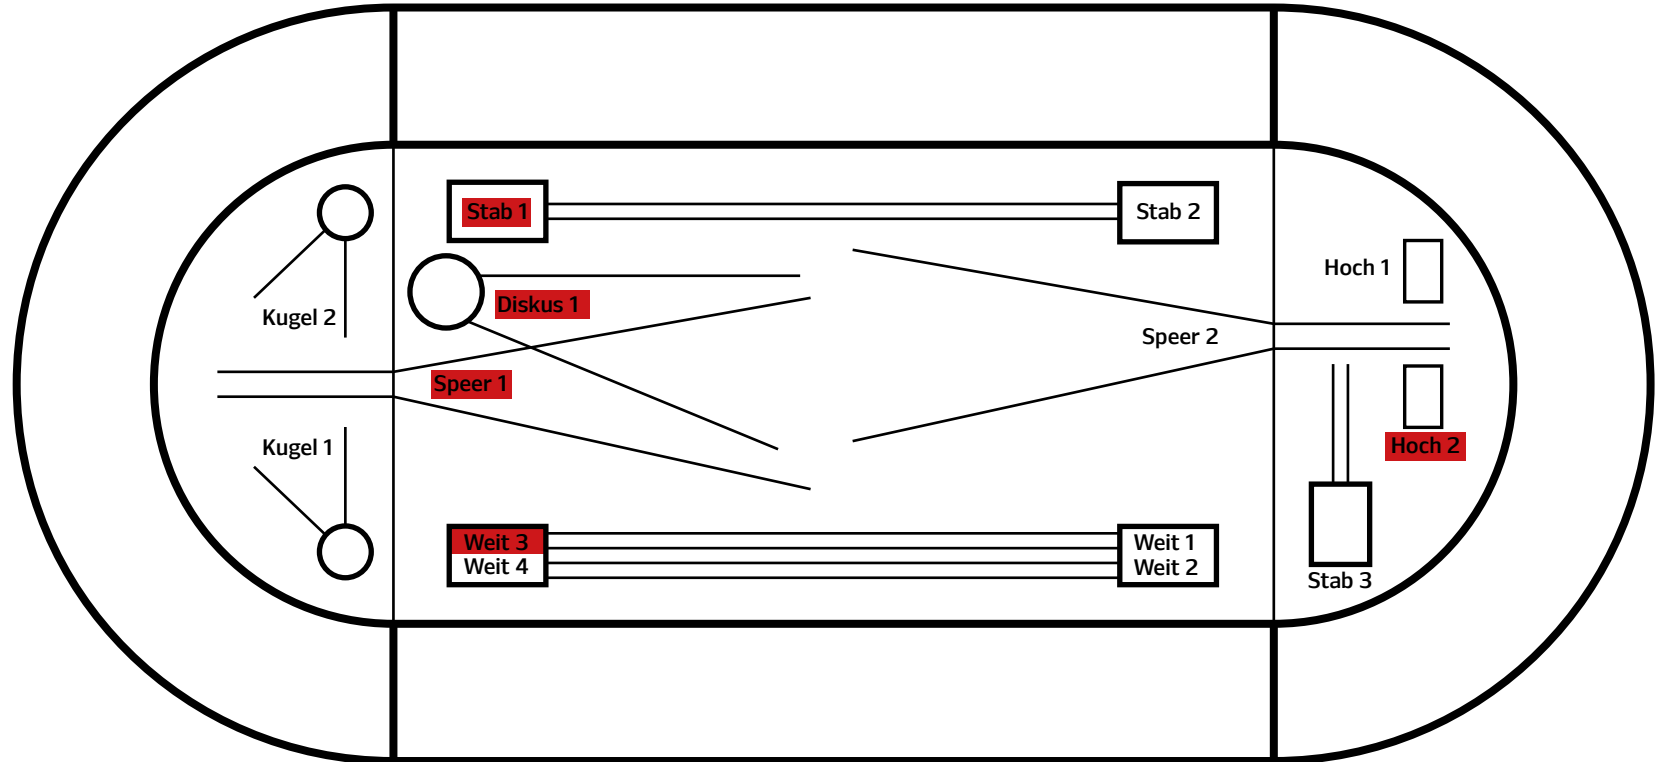 Stab 1
Stab 2
Hoch 1
Diskus 1
Kugel 2
Speer 2
Speer 1
Kugel 1
Hoch 2
Weit 3
Weit 4
Weit 1
Weit 2
Stab 3